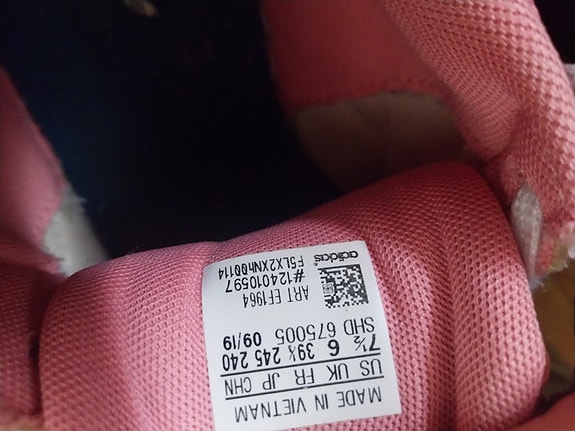 MADE IN VIETNAM
US UK FR JP CHN
7½ 6 39⅓ 245 240
SHD 675005 09/19
ART EF1964
#124010597
F5LX2XNh00114
adidas